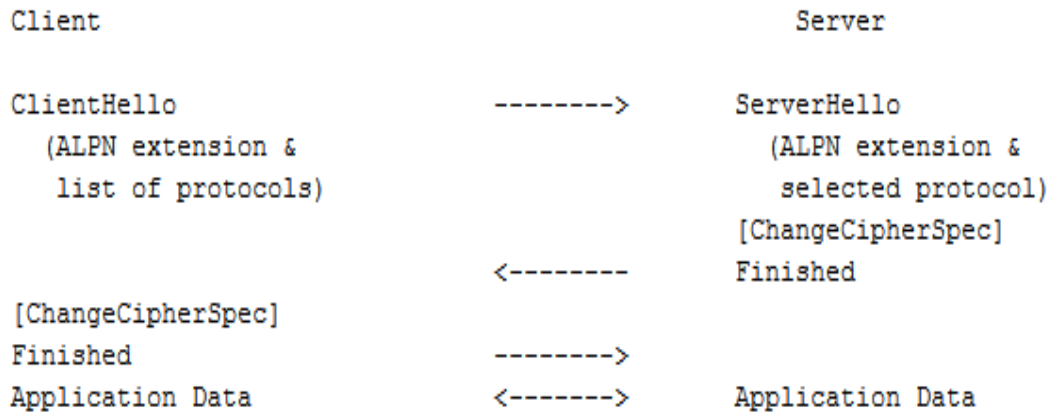 Client Server
ClientHello --------> ServerHello
(ALPN extension & (ALPN extension &
list of protocols) selected protocol)
[ChangeCipherSpec]
<-------- Finished
[ChangeCipherSpec]
Finished -------->
Application Data <-------> Application Data